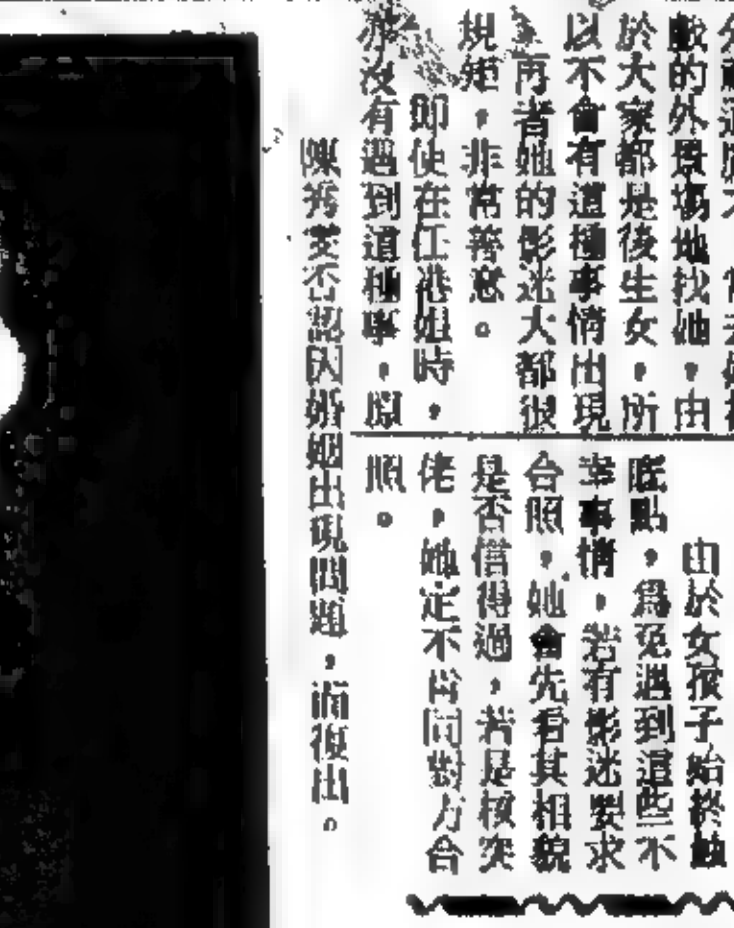 戲的外景場地找她，由
於大家都是後生女，所
以不會有這種事情出現
再者她的影迷大都很
規矩，非常善意。
即使在任港姐時，
亦沒有遇到這種事，原
由於女孩子始終
底點，為免遇到這些不
幸事情，若有影迷要求
合照，她會先看其相貌
是否信得過，若是核突
佬，她定不肯同對方合
照。
陳秀雯否認因婚姻出現問題，而復出。